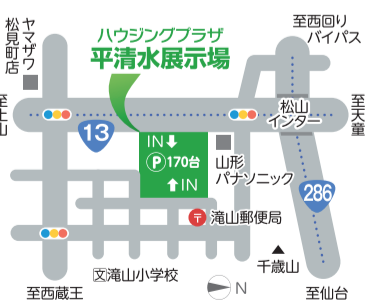 ヤマザワ
松見町店
ハウジングプラザ
平清水展示場
至西回り
バイパス
至上山
13
松山
インター
至天童
IN
P 170台
IN
山形
パナソニック
286
〒 滝山郵便局
文 滝山小学校
千歳山
N
至西蔵王
至仙台